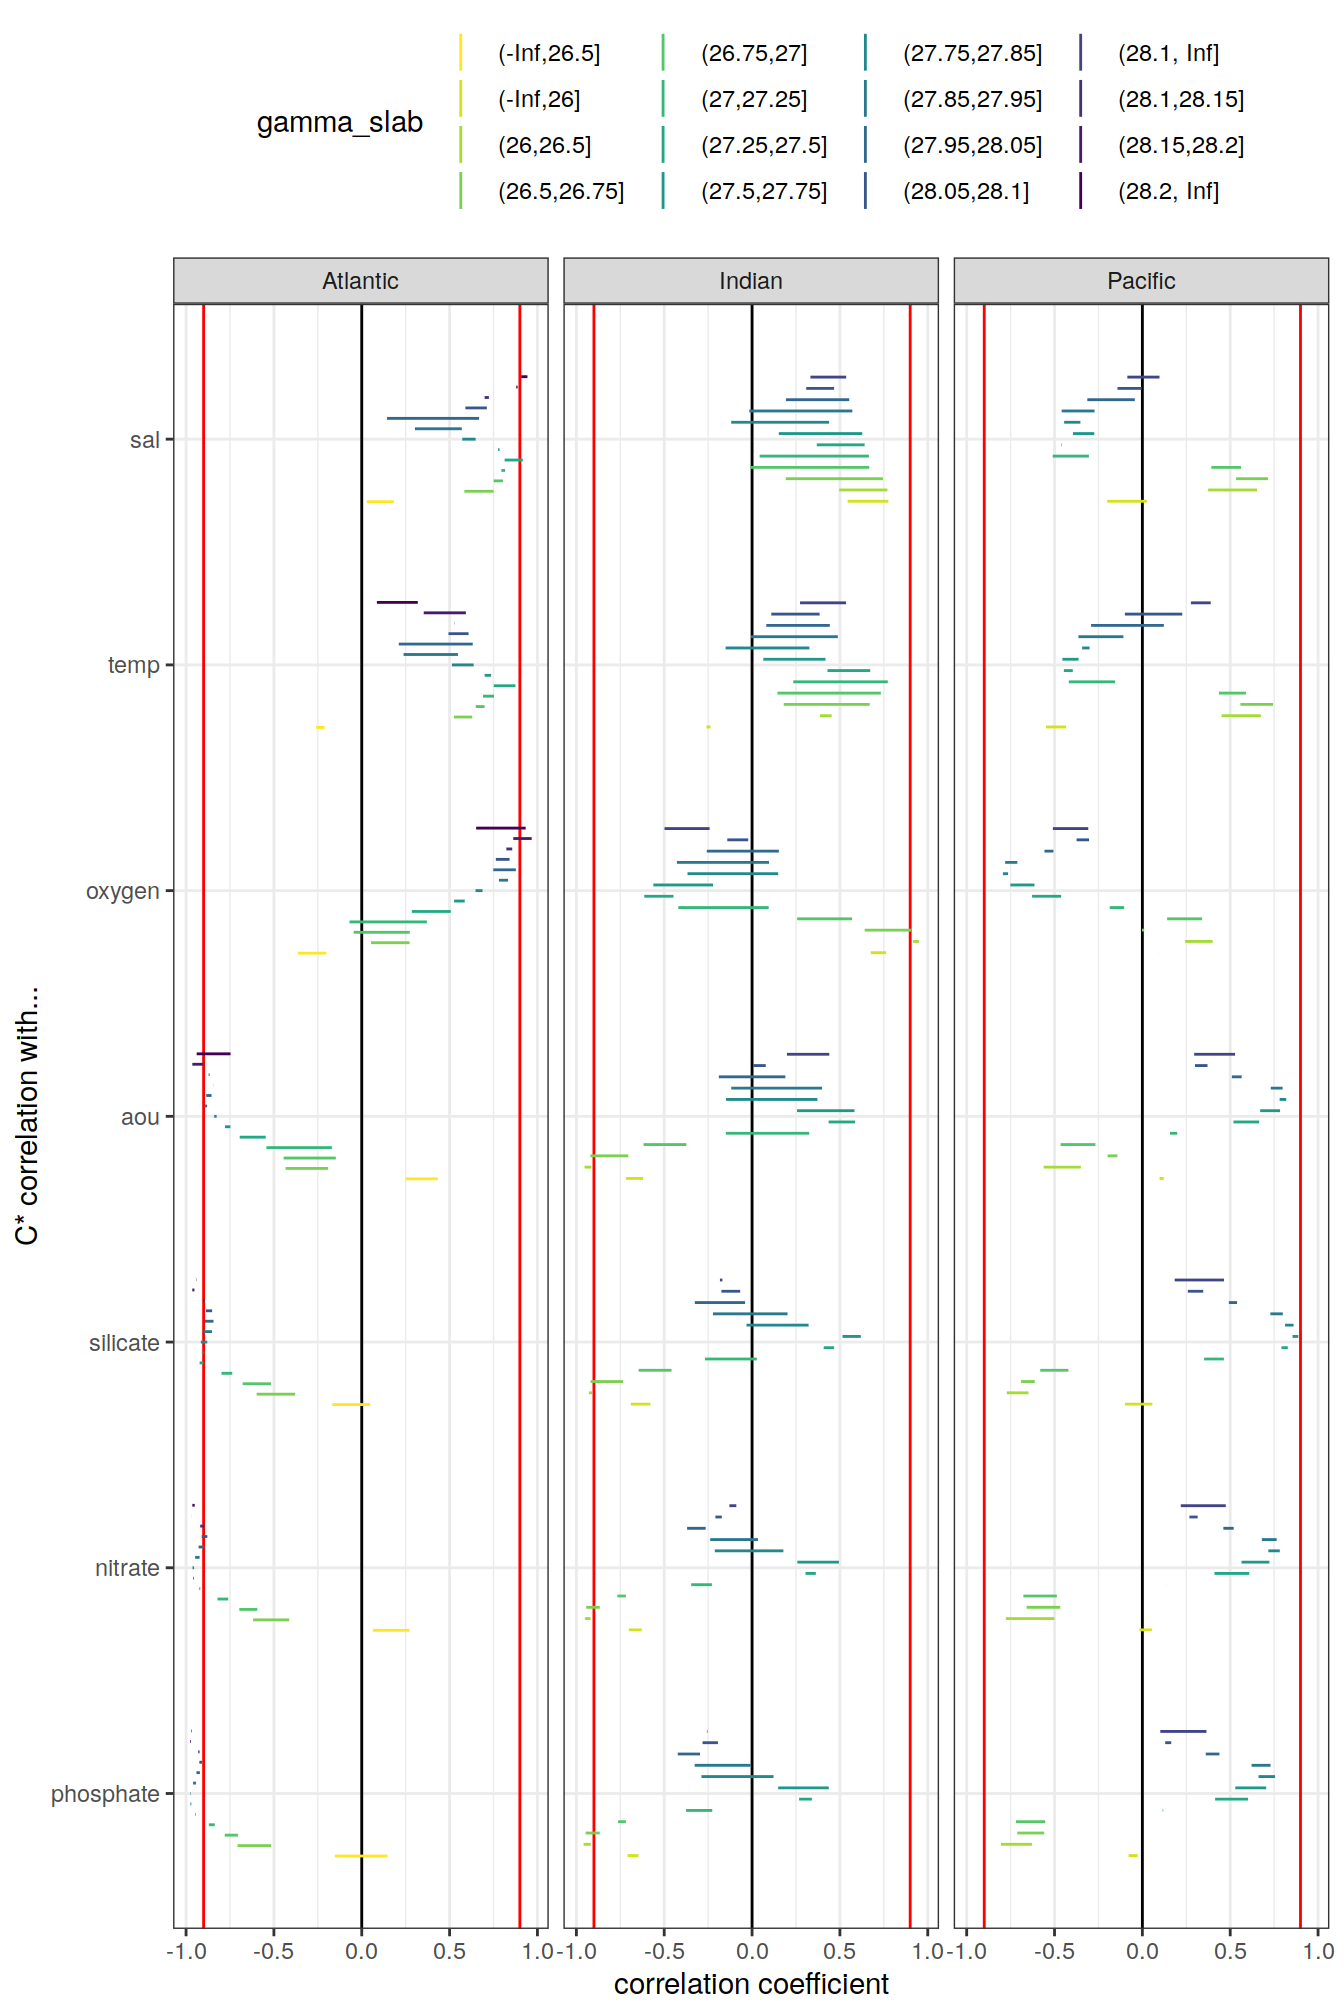 gamma_slab
(-Inf,26.5]
(-Inf,26]
(26,26.5]
(26.5,26.75]
(26.75,27]
(27,27.25]
(27.25,27.5]
(27.5,27.75]
(27.75,27.85]
(27.85,27.95]
(27.95,28.05]
(28.05,28.1]
(28.1, Inf]
(28.1,28.15]
(28.15,28.2]
(28.2, Inf]
Atlantic
Indian
Pacific
C* correlation with...
sal
temp
oxygen
aou
silicate
nitrate
phosphate
-1.0 -0.5 0.0 0.5 1.0
-1.0 -0.5 0.0 0.5 1.0
-1.0 -0.5 0.0 0.5 1.0
correlation coefficient